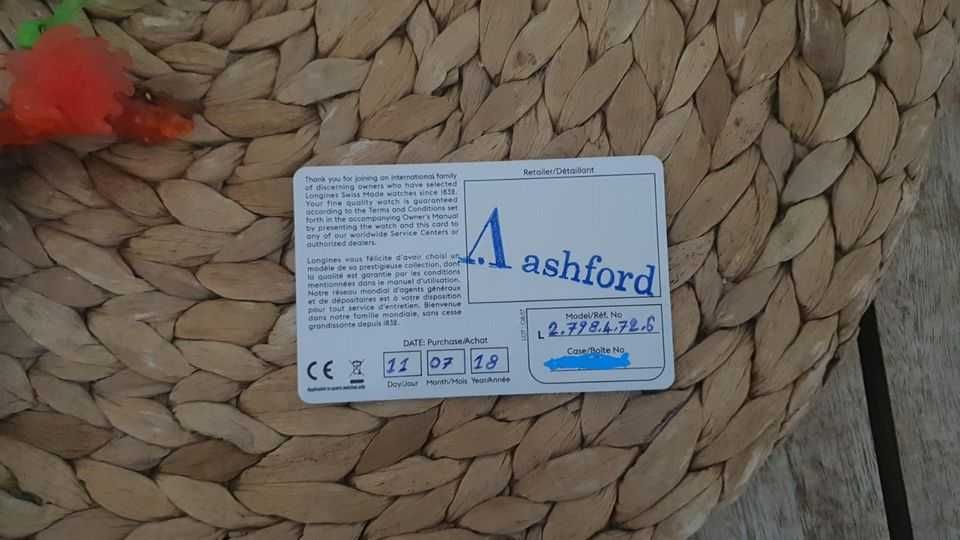 Thank you for joining an international family
of discerning owners who have selected
Longines Swiss Made watches since 1832.
Your fine quality watch is guaranteed
according to the Terms and Conditions set
forth in the accompanying Owner's Manual
by presenting the watch and this card to
any of our worldwide Service Centers or
authorized dealers.
Longines vous félicite d'avoir choisi un
modèle de sa prestigieuse collection, dont
la qualité est garantie par les conditions
mentionnées dans le manuel d'utilisation.
Notre réseau mondial d'agents généraux
et de dépositaires est à votre disposition
pour tout service d'entretien. Bienvenue
dans notre famille mondiale, sans cesse
grandissante depuis 1832.
DATE: Purchase/Achat
CE
11 07 18
Day/Jour Month/Mois Year/Année
Applicable to quartz watches only
Retailer/Détaillant
ashford
Model/Réf. No
L 2.798.4.72.6
Case/Boîte No